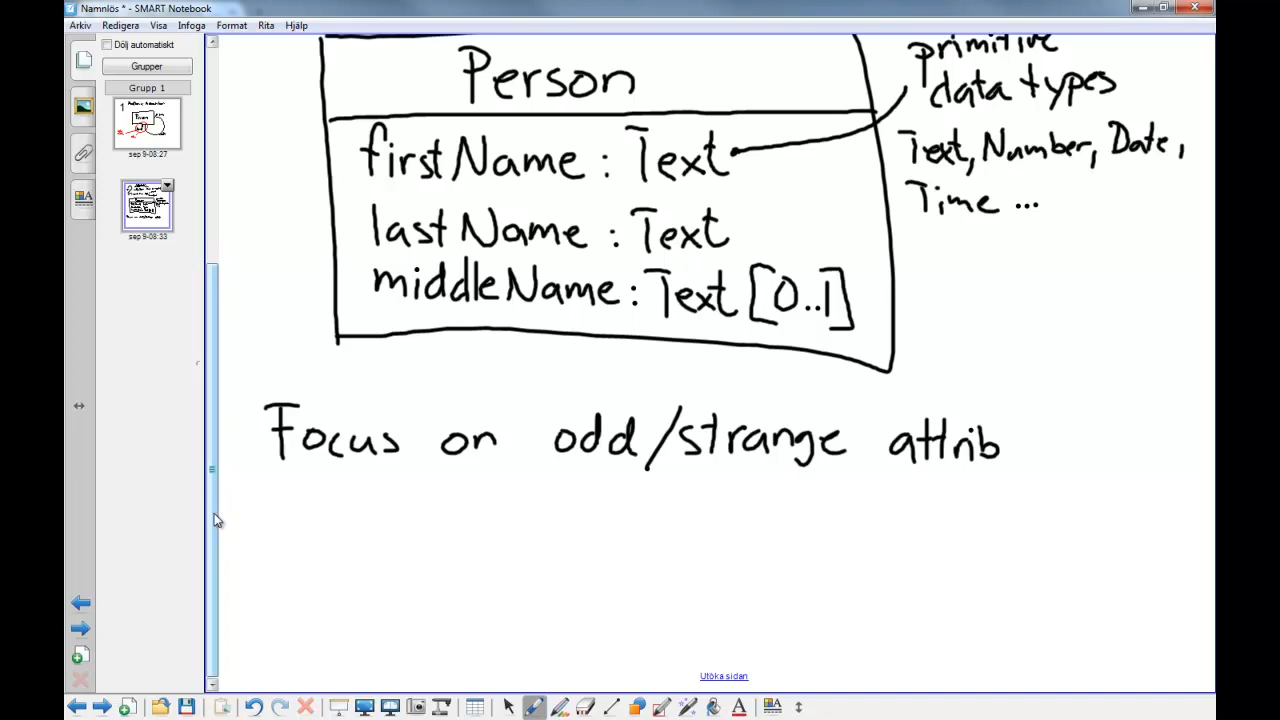 Namnlös * - SMART Notebook
Arkiv Redigera Visa Infoga Format Rita Hjälp
Dölj automatiskt
Grupper
Grupp 1
sep 9-08:27
sep 9-08:33
Person
firstName : Text
lastName : Text
middleName : Text [0..1]
primitive
data types
Text, Number, Date,
Time ...
Focus on odd/strange attrib
Utöka sidan